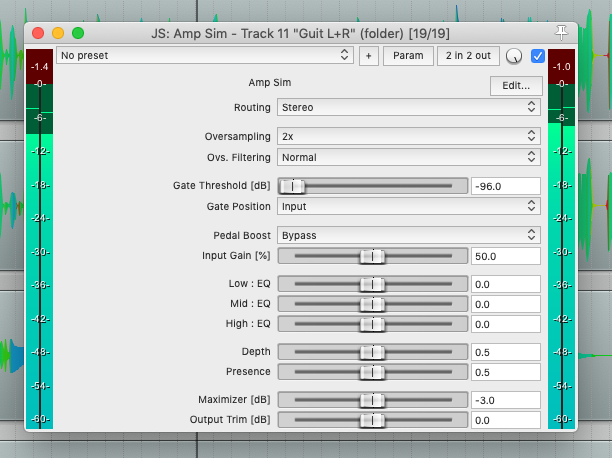 JS: Amp Sim - Track 11 "Guit L+R" (folder) [19/19]
No preset + Param 2 in 2 out
-1.4 -1.0
Amp Sim Edit...
-0- -0-
Routing Stereo
-6- -6-
Oversampling 2x
-12- -12-
Ovs. Filtering Normal
-18- Gate Threshold [dB] -96.0 -18-
Gate Position Input
-24- -24-
Pedal Boost Bypass
-30- Input Gain [%] 50.0 -30-
Low : EQ 0.0
-36- -36-
Mid : EQ 0.0
-42- High : EQ 0.0 -42-
-48- Depth 0.5 -48-
Presence 0.5
-54- -54-
Maximizer [dB] -3.0
-60- Output Trim [dB] 0.0 -60-